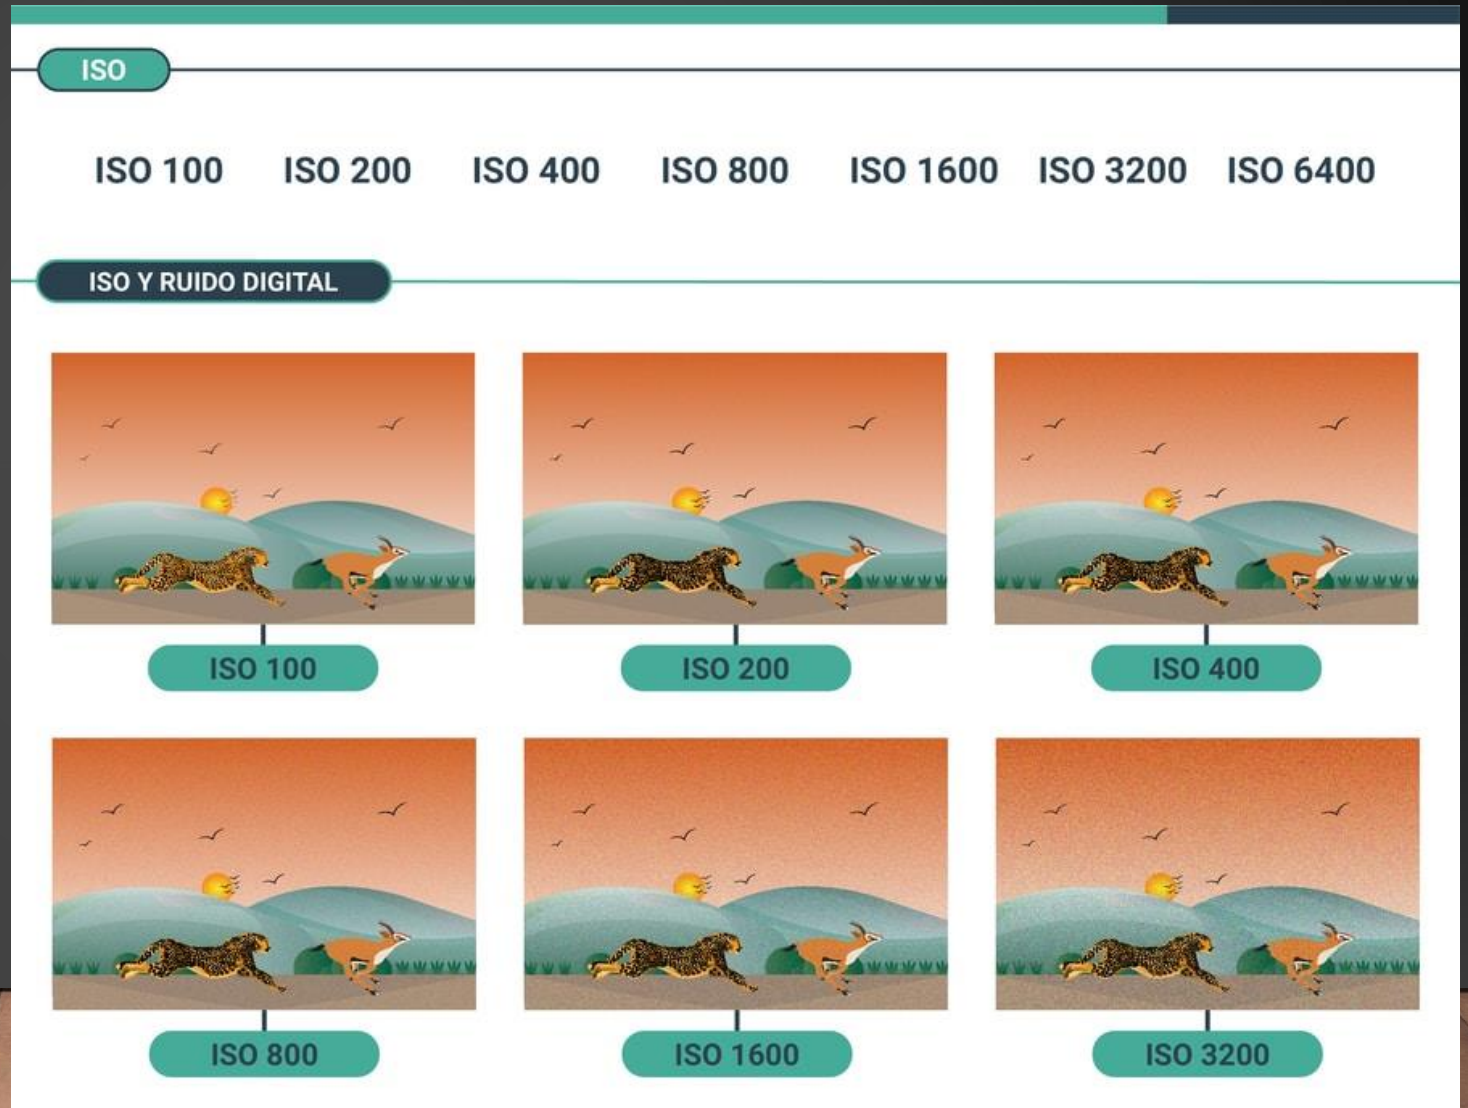 ISO
ISO 100 ISO 200 ISO 400 ISO 800 ISO 1600 ISO 3200 ISO 6400
ISO Y RUIDO DIGITAL
ISO 100 ISO 200 ISO 400
ISO 800 ISO 1600 ISO 3200